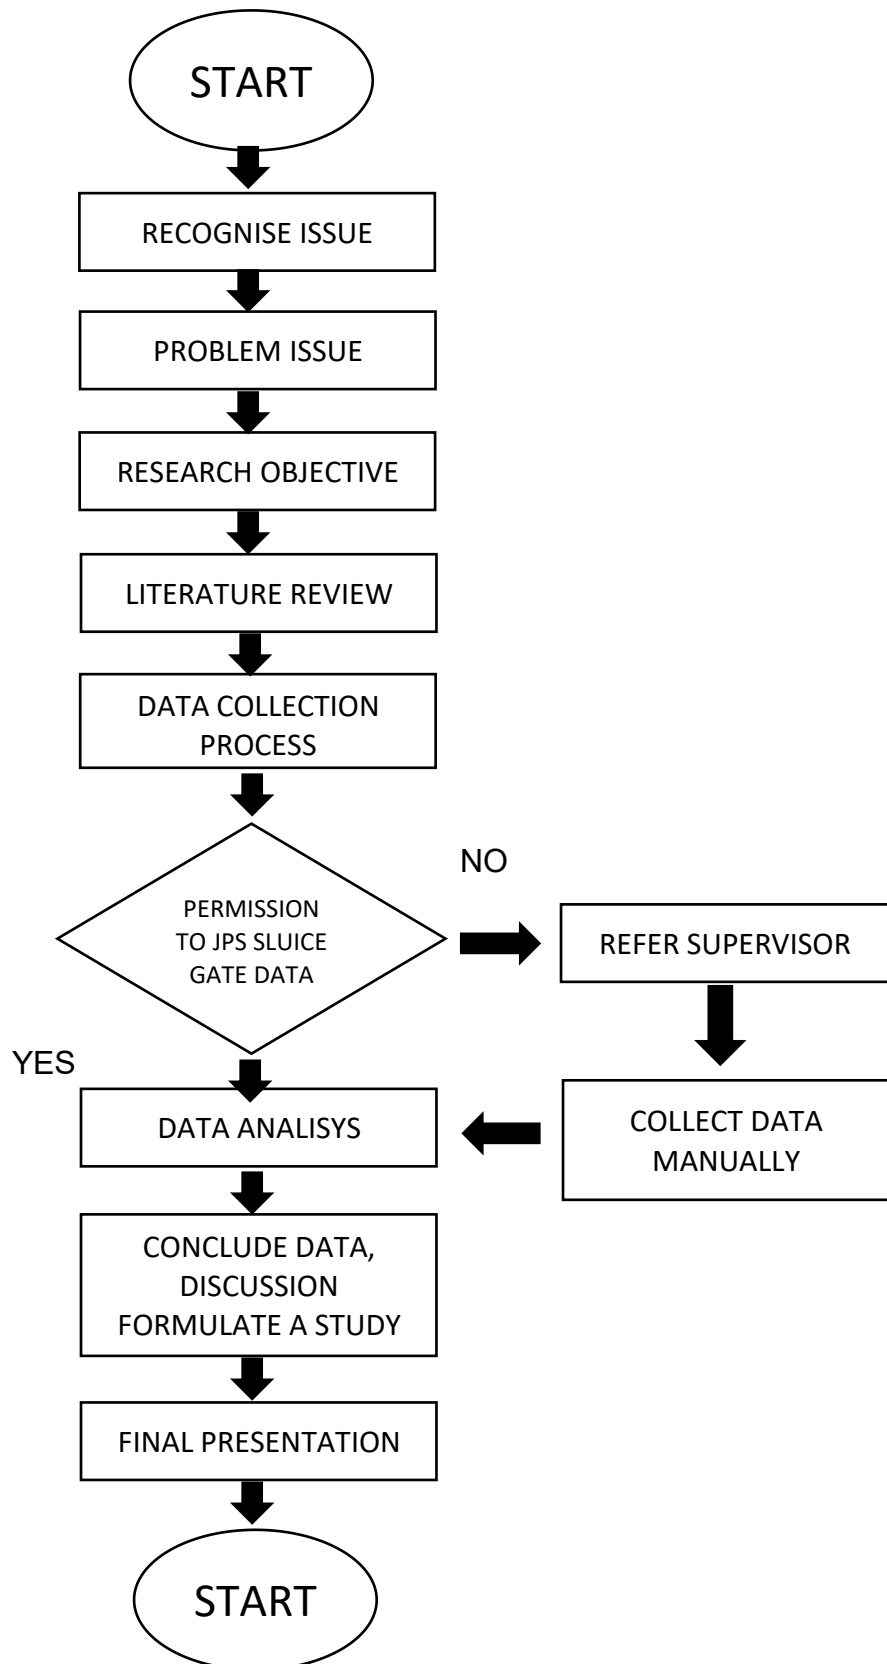 START
RECOGNISE ISSUE
PROBLEM ISSUE
RESEARCH OBJECTIVE
LITERATURE REVIEW
DATA COLLECTION
PROCESS
PERMISSION
TO JPS SLUICE
GATE DATA
NO
REFER SUPERVISOR
YES
DATA ANALISYS
COLLECT DATA
MANUALLY
CONCLUDE DATA,
DISCUSSION
FORMULATE A STUDY
FINAL PRESENTATION
START